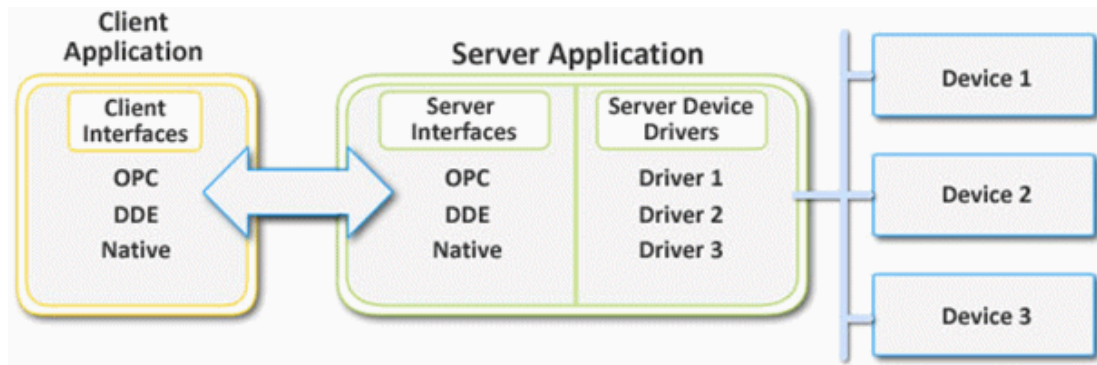 Client
Application
Client
Interfaces
OPC
DDE
Native
Server Application
Server
Interfaces
OPC
DDE
Native
Server Device
Drivers
Driver 1
Driver 2
Driver 3
Device 1
Device 2
Device 3